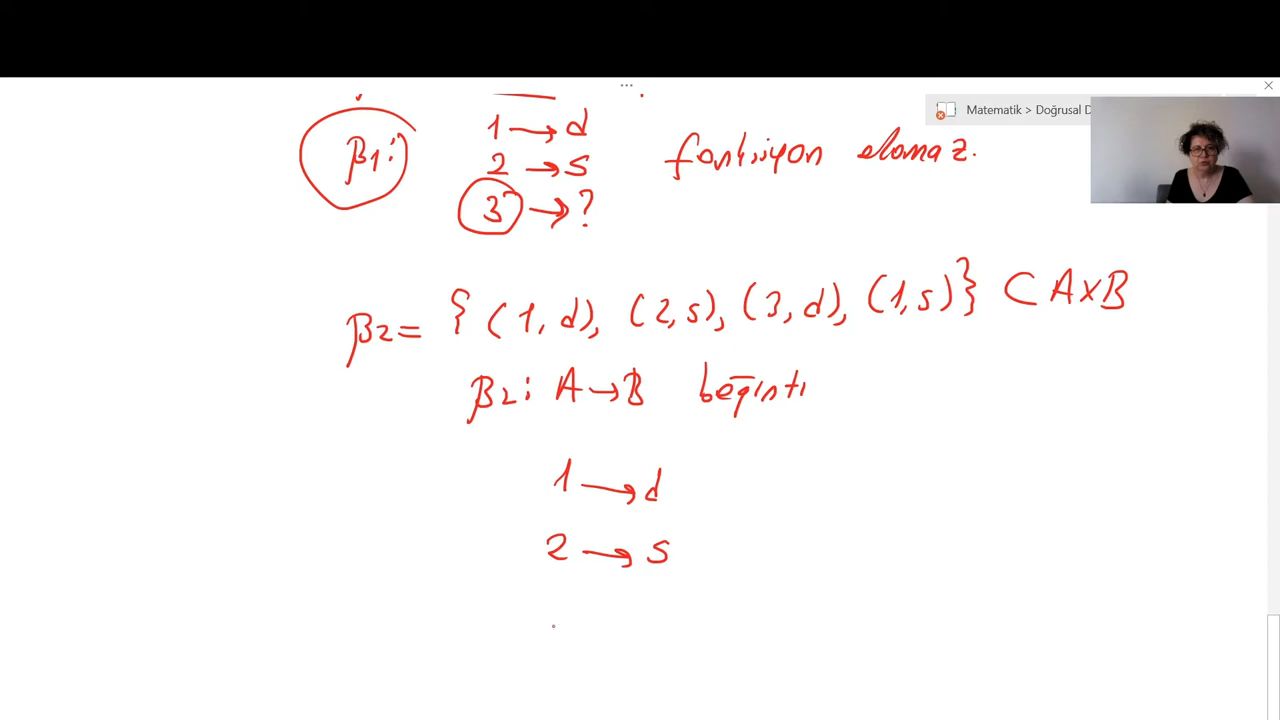 Matematik > Doğrusal D
β1:
1 → d
2 → s
3 → ?
fonksiyon olamaz.
β2 = { (1, d), (2, s), (3, d), (1, s) } ⊂ A×B
β2: A → B bağıntı
1 → d
2 → s